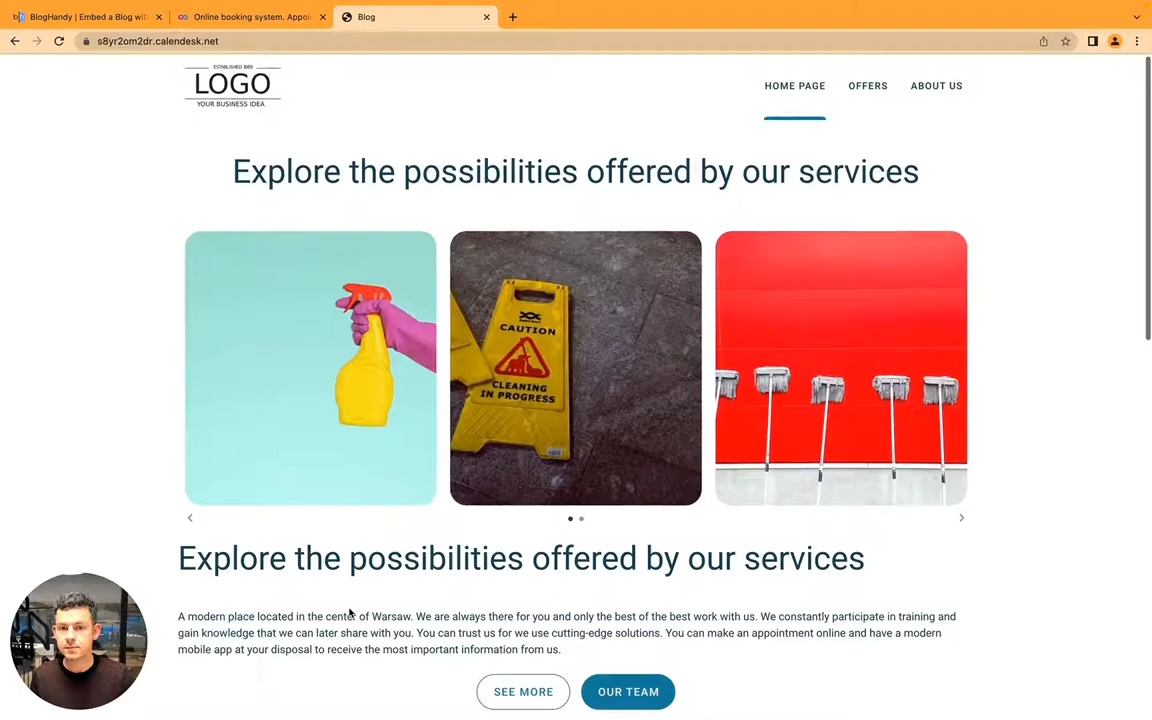 BlogHandy | Embed a Blog wit
Online booking system. Appoi
Blog
s8yr2om2dr.calendesk.net
LOGO
YOUR BUSINESS IDEA
HOME PAGE
OFFERS
ABOUT US
Explore the possibilities offered by our services
CAUTION
CLEANING
IN PROGRESS
Explore the possibilities offered by our services
A modern place located in the center of Warsaw. We are always there for you and only the best of the best work with us. We constantly participate in training and
gain knowledge that we can later share with you. You can trust us for we use cutting-edge solutions. You can make an appointment online and have a modern
mobile app at your disposal to receive the most important information from us.
SEE MORE
OUR TEAM